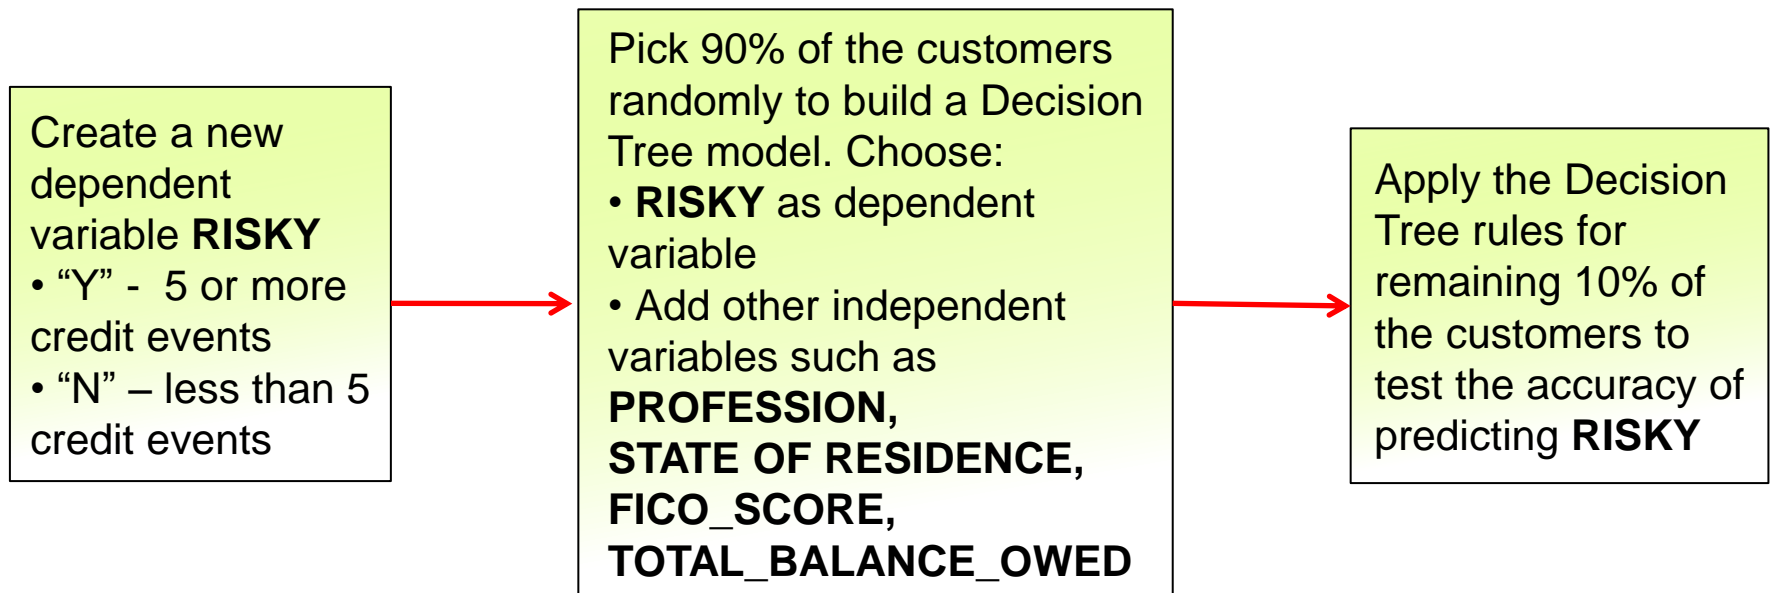 Create a new
dependent
variable RISKY
• “Y” -  5 or more
credit events
• “N” – less than 5
credit events
Pick 90% of the customers
randomly to build a Decision
Tree model. Choose:
• RISKY as dependent
variable
• Add other independent
variables such as
PROFESSION,
STATE OF RESIDENCE,
FICO_SCORE,
TOTAL_BALANCE_OWED
Apply the Decision
Tree rules for
remaining 10% of
the customers to
test the accuracy of
predicting RISKY